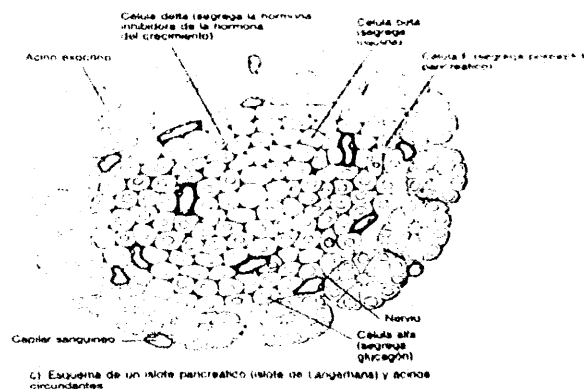 Célula delta (segrega la hormona
inhibidora de la hormona
del crecimiento)
Célula beta
(segrega
insulina)
Acino exocrino
Célula F (segrega
pancreático)
Nervio
Célula alfa
(segrega
glucagón)
Capilar sanguíneo
c) Esquema de un islote pancreático (islote de Langerhans) y acinos
circundantes